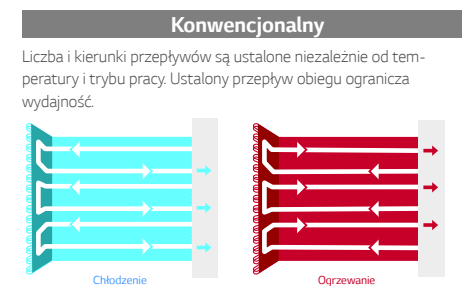 Konwencjonalny
Liczba i kierunki przepływów są ustalone niezależnie od tem-
peratury i trybu pracy. Ustalony przepływ obiegu ogranicza
wydajność.
Chłodzenie
Ogrzewanie